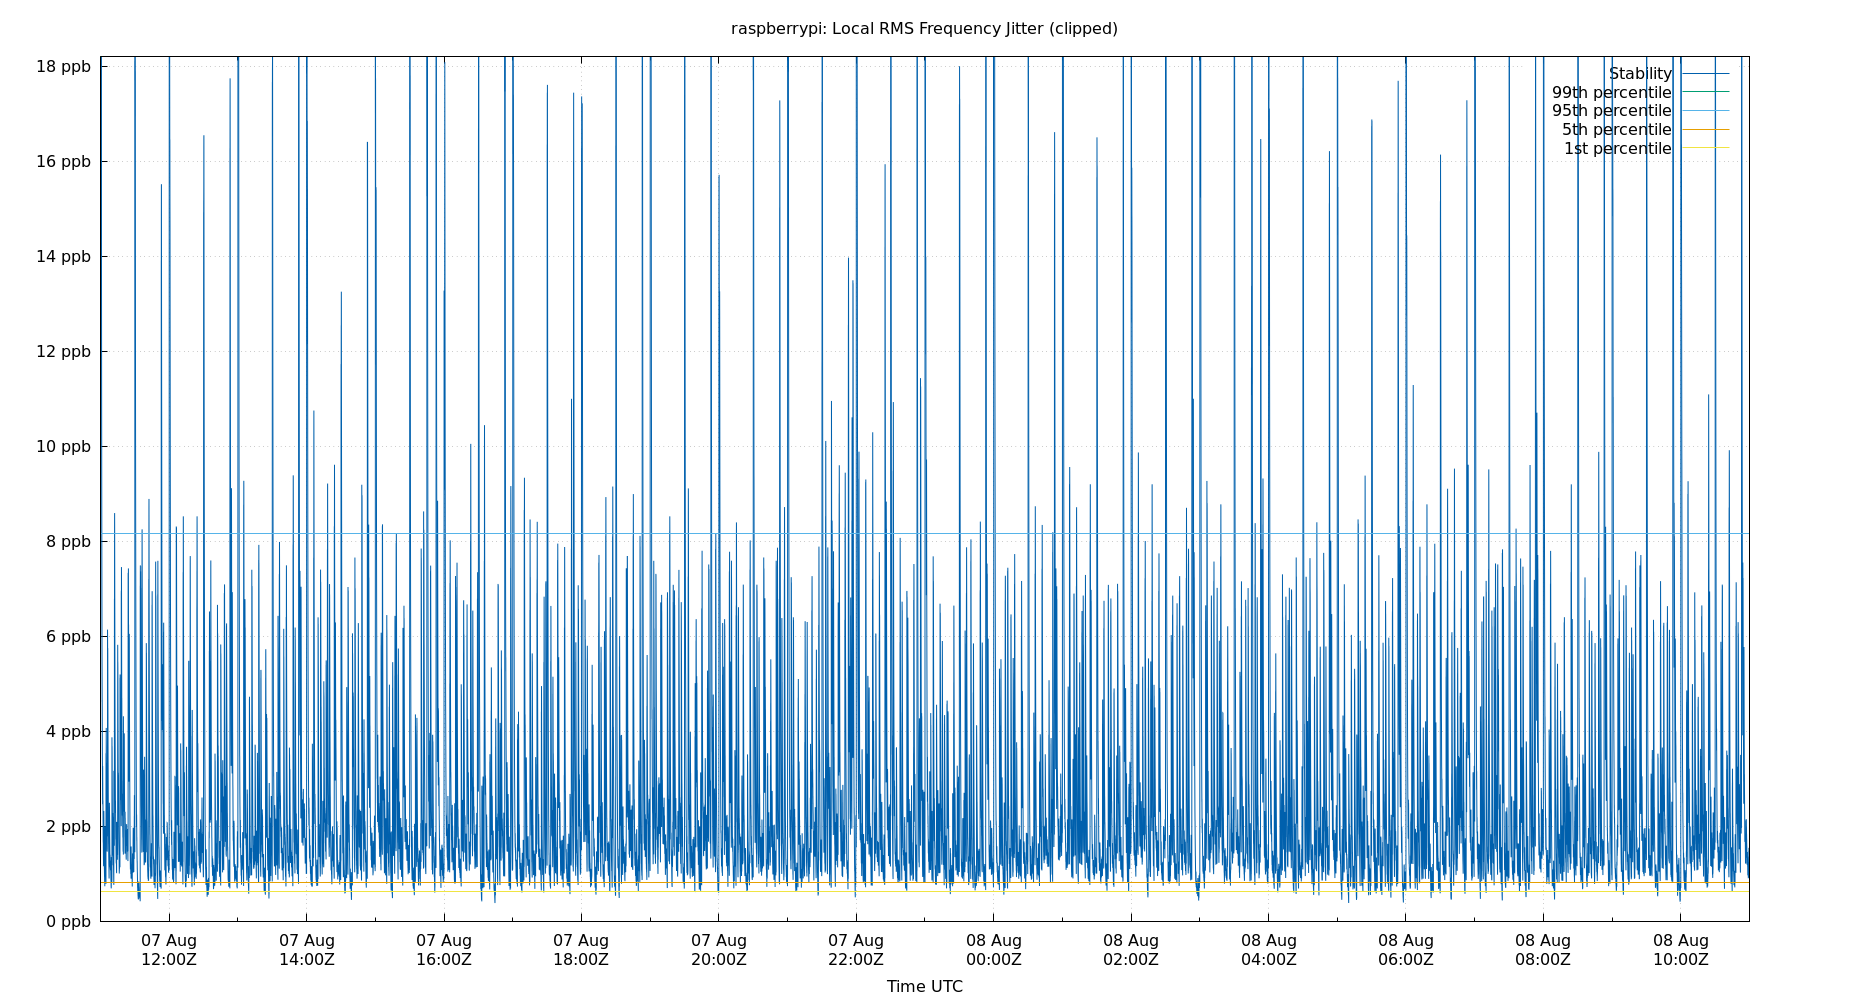 raspberrypi: Local RMS Frequency Jitter (clipped)
18 ppb
16 ppb
14 ppb
12 ppb
10 ppb
8 ppb
6 ppb
4 ppb
2 ppb
0 ppb
Stability
99th percentile
95th percentile
5th percentile
1st percentile
07 Aug 07 Aug 07 Aug 07 Aug 07 Aug 07 Aug 08 Aug 08 Aug 08 Aug 08 Aug 08 Aug 08 Aug
12:00Z 14:00Z 16:00Z 18:00Z 20:00Z 22:00Z 00:00Z 02:00Z 04:00Z 06:00Z 08:00Z 10:00Z
Time UTC